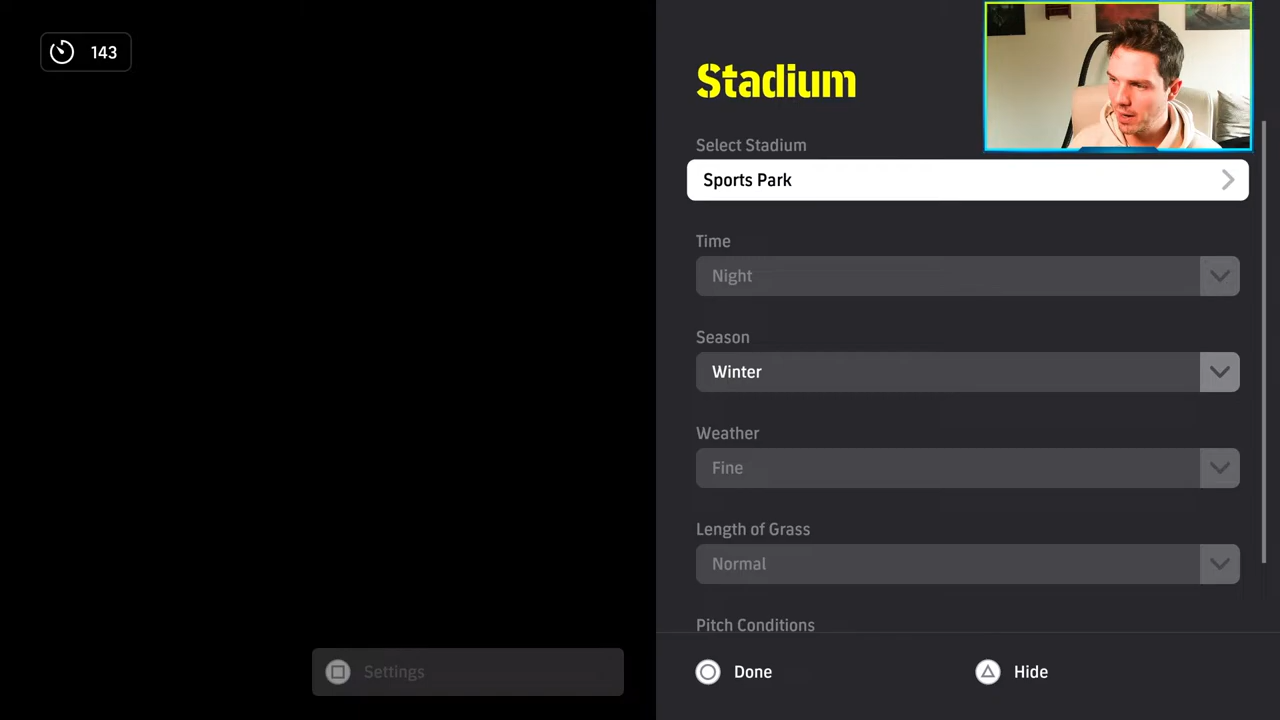 143
Stadium
Select Stadium
Sports Park
Time
Night
Season
Winter
Weather
Fine
Length of Grass
Normal
Pitch Conditions
Settings
Done
Hide